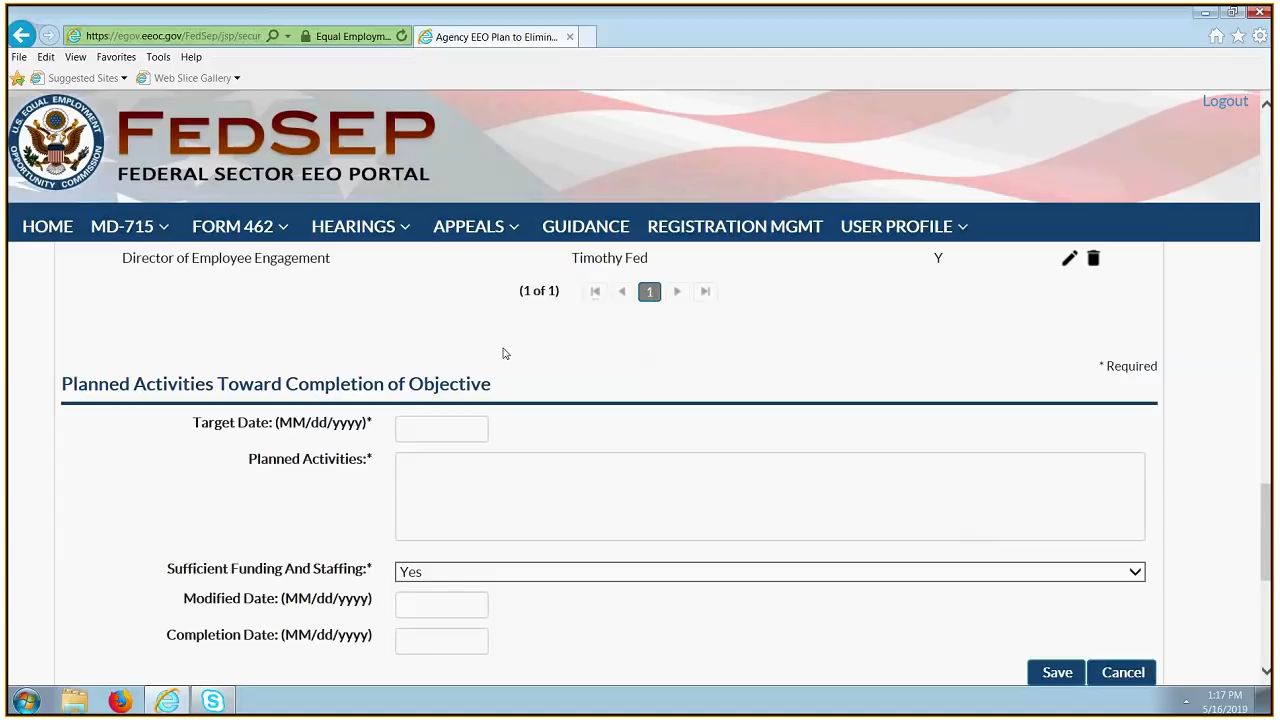 https://egov.eeoc.gov/FedSep/jsp/secur
Equal Employm...
Agency EEO Plan to Elimin...
File Edit View Favorites Tools Help
Suggested Sites Web Slice Gallery
U.S. EQUAL EMPLOYMENT OPPORTUNITY COMMISSION
FEDSEP
FEDERAL SECTOR EEO PORTAL
Logout
HOME MD-715 FORM 462 HEARINGS APPEALS GUIDANCE REGISTRATION MGMT USER PROFILE
Director of Employee Engagement Timothy Fed Y
(1 of 1) 1
* Required
Planned Activities Toward Completion of Objective
Target Date: (MM/dd/yyyy)*
Planned Activities:*
Sufficient Funding And Staffing:* Yes
Modified Date: (MM/dd/yyyy)
Completion Date: (MM/dd/yyyy)
Save Cancel
1:17 PM
5/16/2019